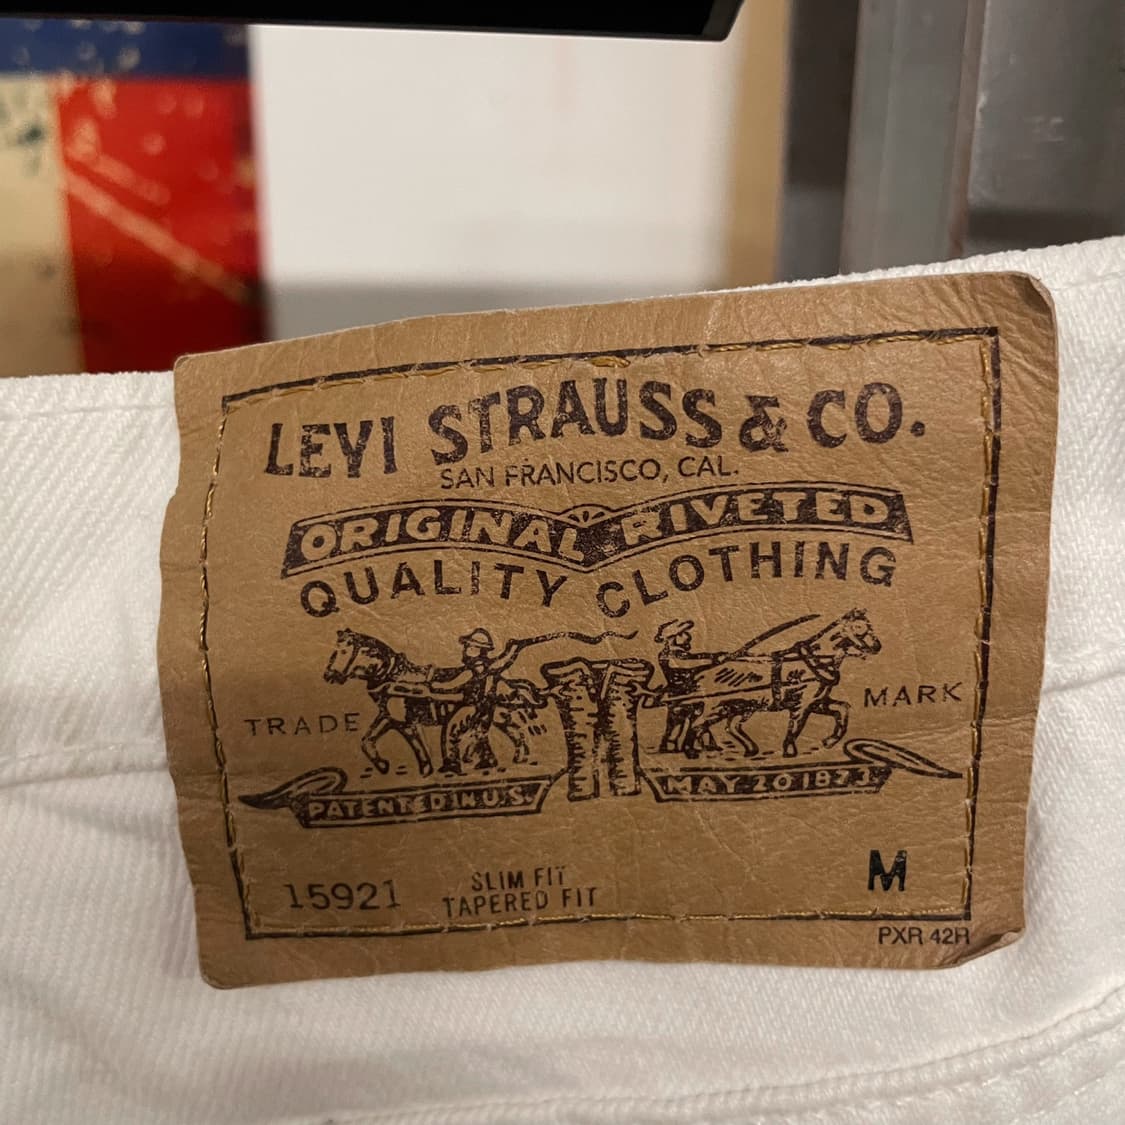 LEVI STRAUSS & CO.
SAN FRANCISCO, CAL.
ORIGINAL RIVETED
QUALITY CLOTHING
TRADE MARK
PATENTED IN U.S. MAY 20 1873
15921 SLIM FIT M
TAPERED FIT
PXR 42R